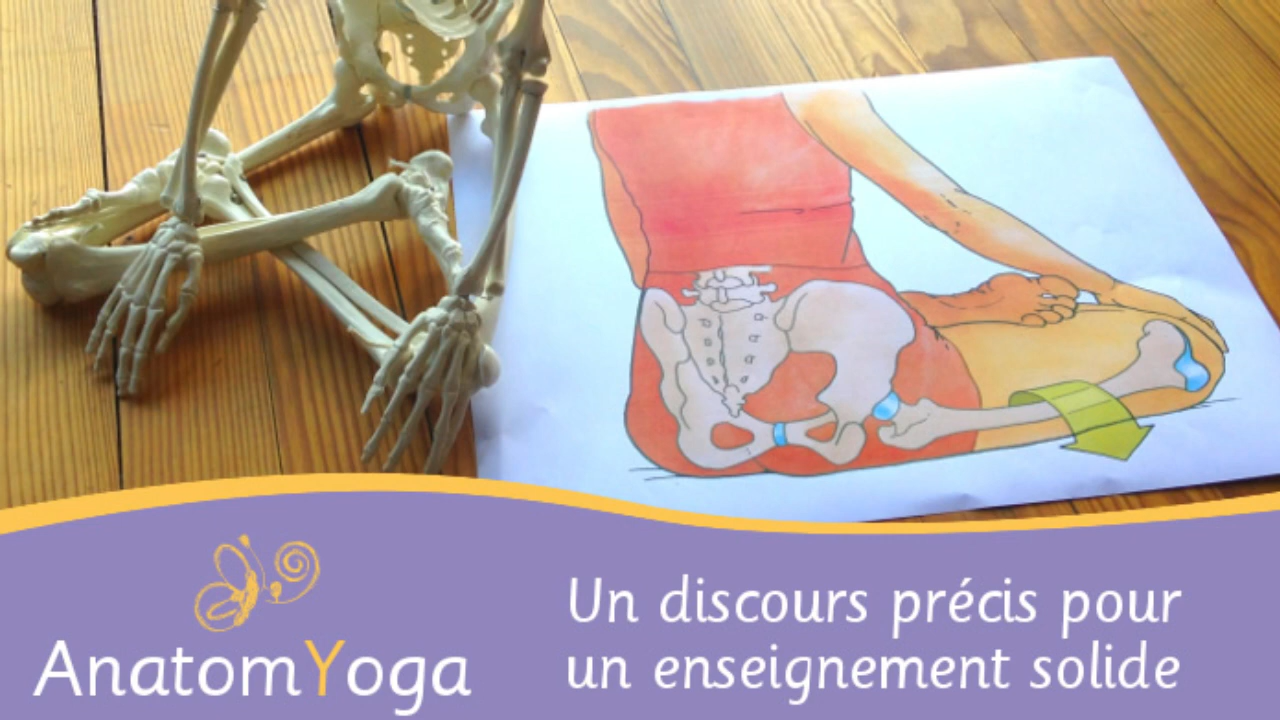 AnatomYoga
Un discours précis pour
un enseignement solide